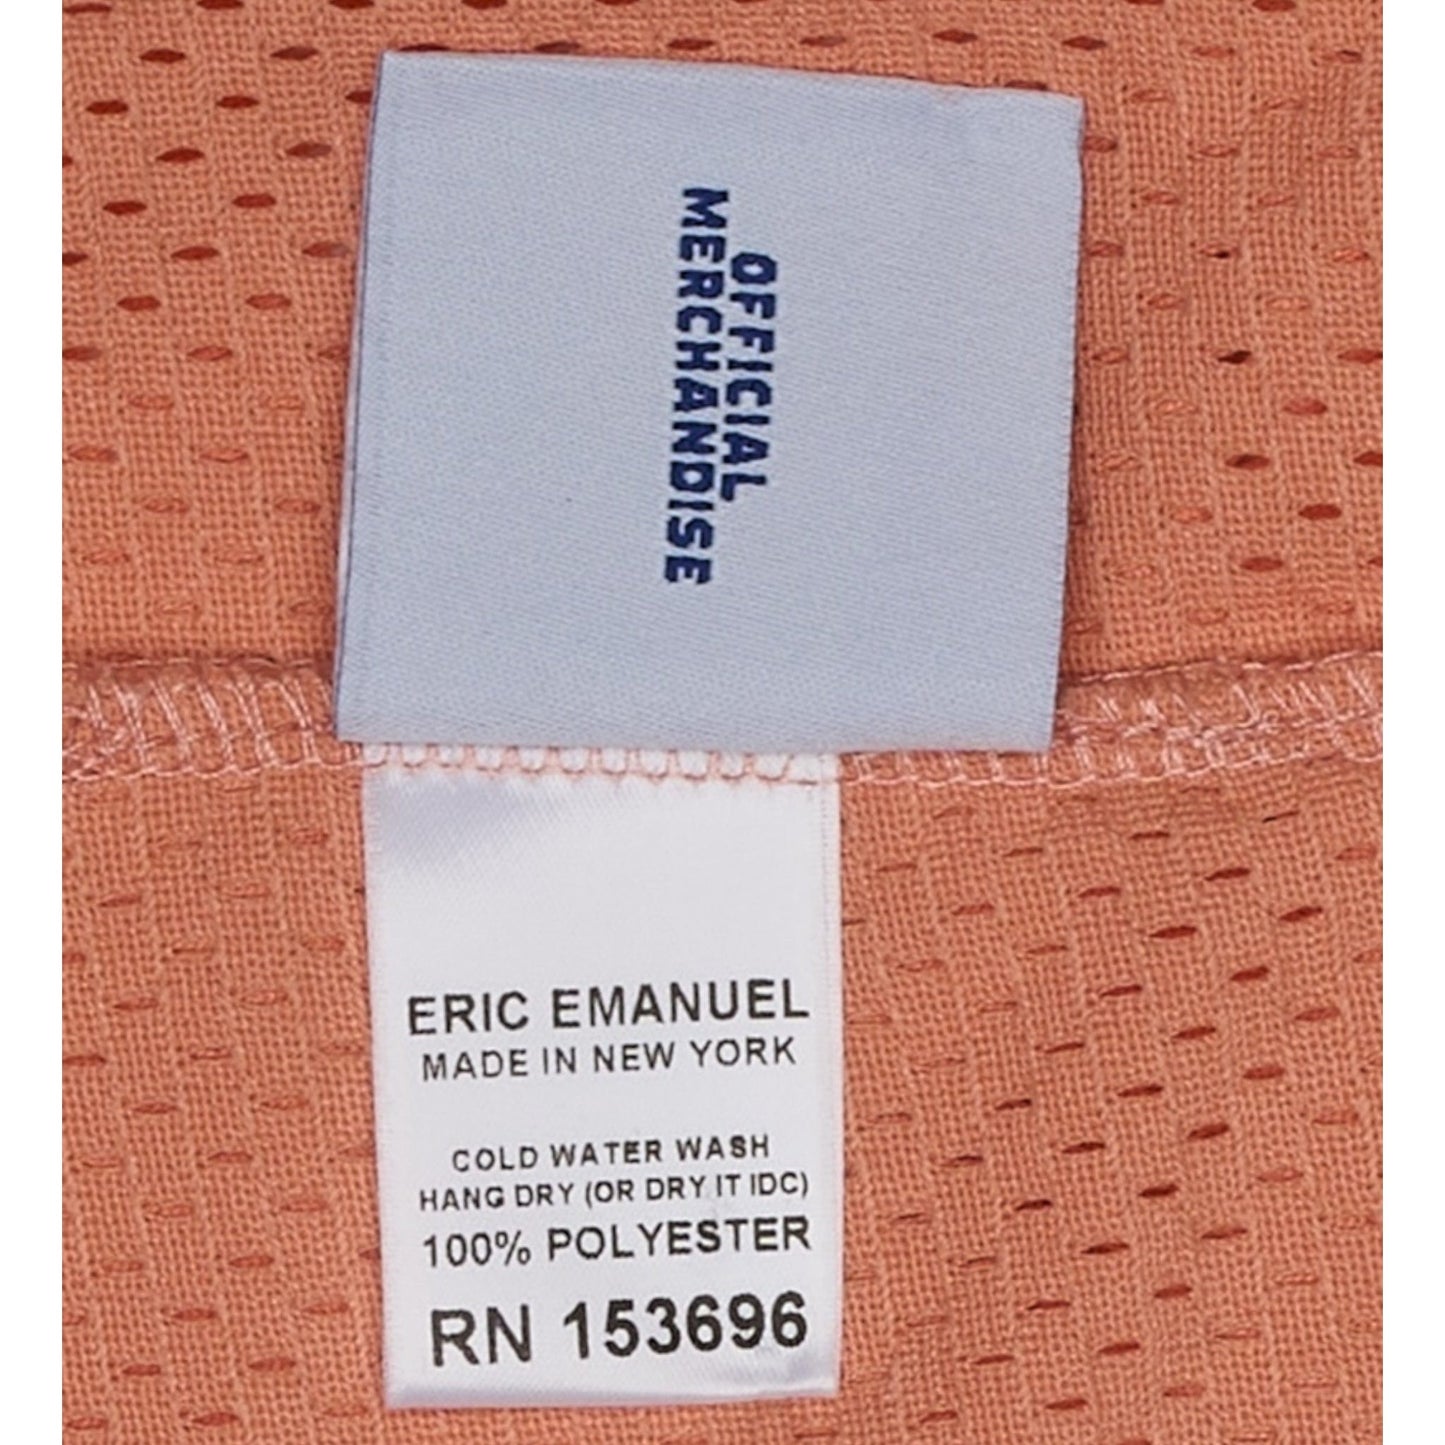 OFFICIAL
MERCHANDISE
ERIC EMANUEL
MADE IN NEW YORK
COLD WATER WASH
HANG DRY (OR DRY IT IDC)
100% POLYESTER
RN 153696